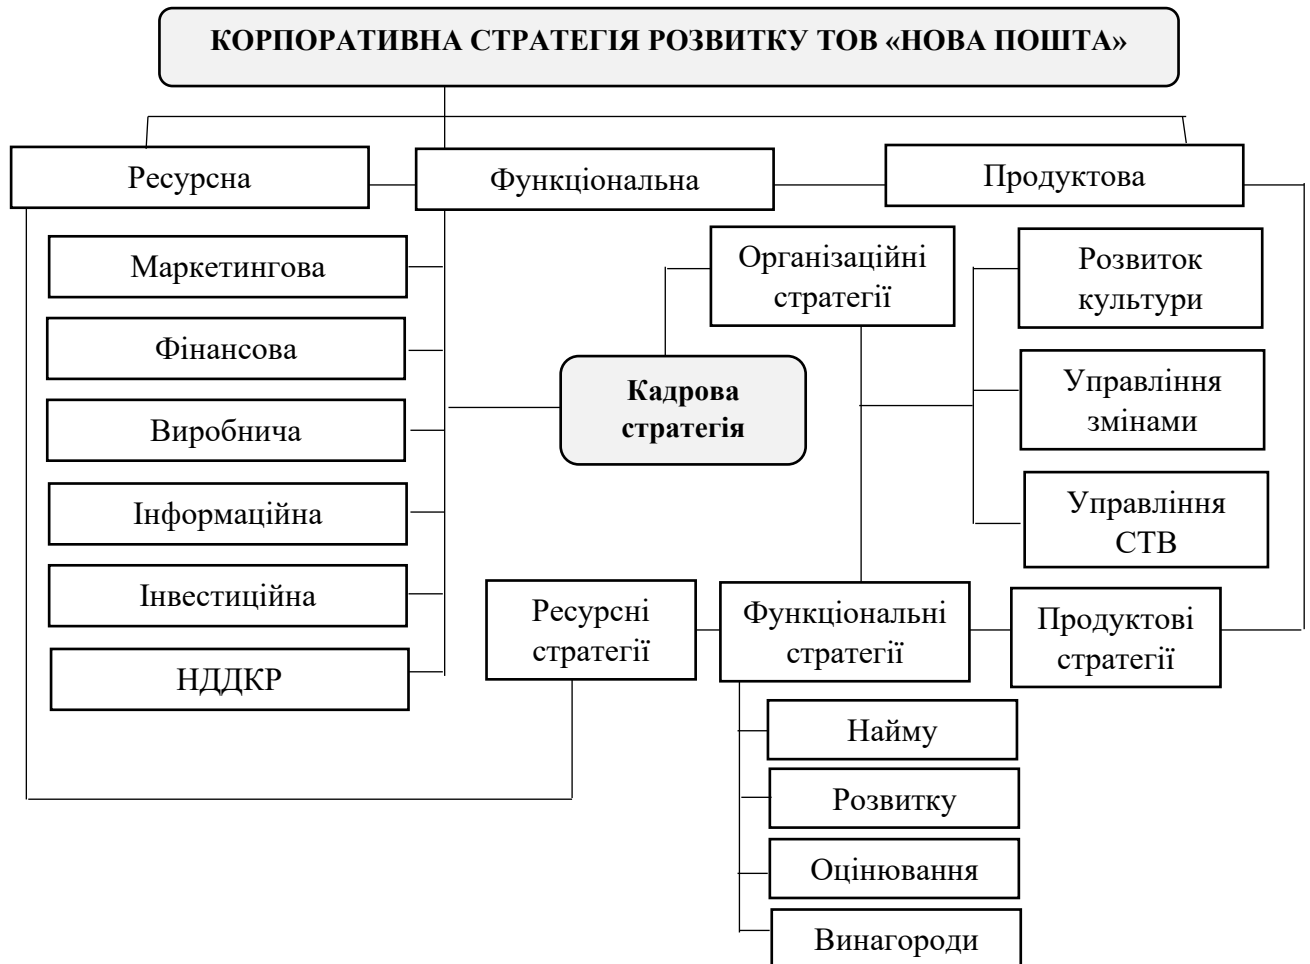 КОРПОРАТИВНА СТРАТЕГІЯ РОЗВИТКУ ТОВ «НОВА ПОШТА»
Ресурсна
Функціональна
Продуктова
Маркетингова
Фінансова
Виробнича
Інформаційна
Інвестиційна
НДДКР
Кадрова
стратегія
Організаційні
стратегії
Розвиток
культури
Управління
змінами
Управління
СТВ
Ресурсні
стратегії
Функціональні
стратегії
Продуктові
стратегії
Найму
Розвитку
Оцінювання
Винагороди